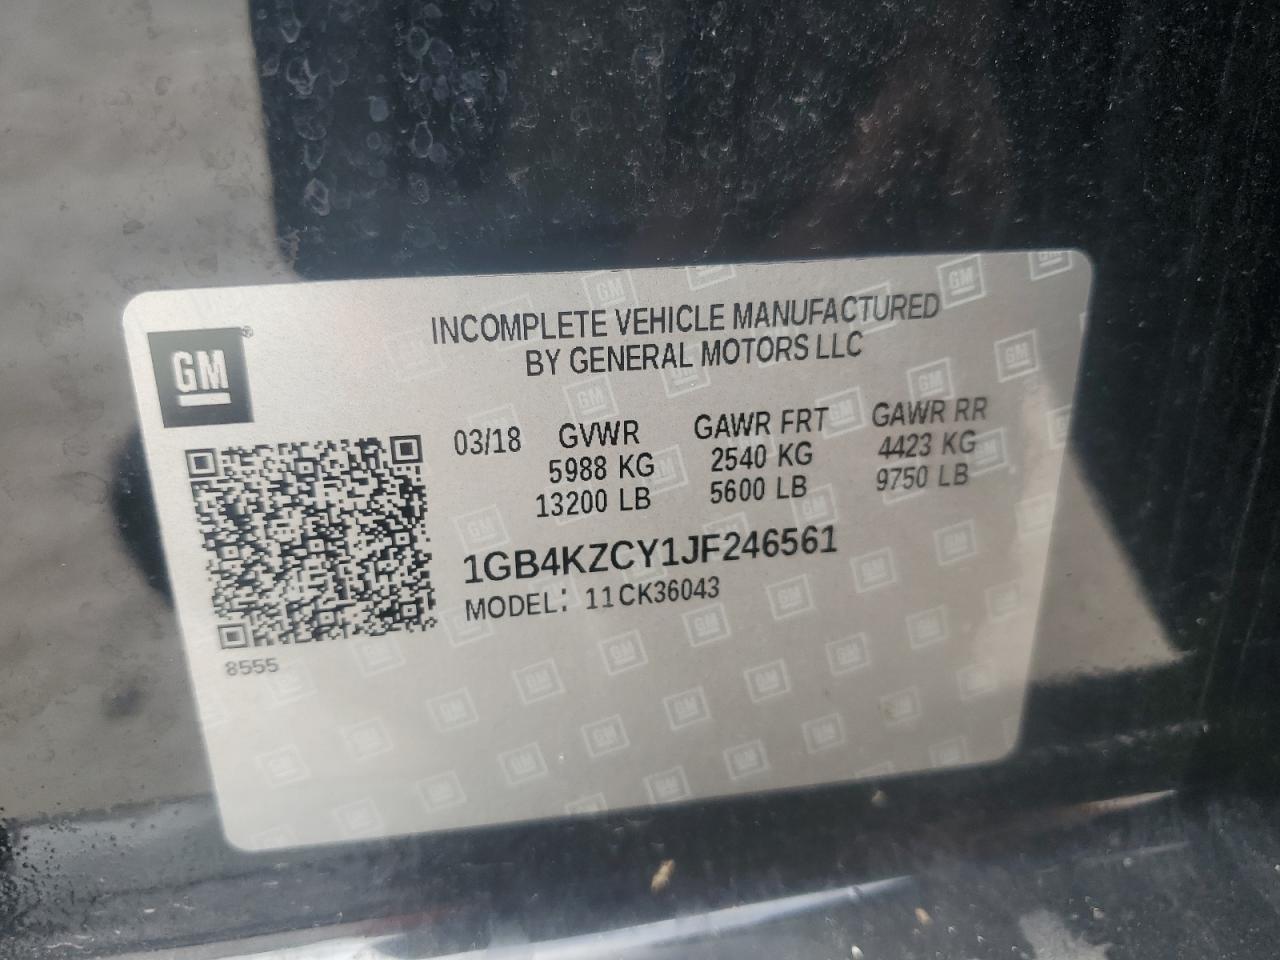 GM
INCOMPLETE VEHICLE MANUFACTURED
BY GENERAL MOTORS LLC
03/18 GVWR GAWR FRT GAWR RR
5988 KG 2540 KG 4423 KG
13200 LB 5600 LB 9750 LB
1GB4KZCY1JF246561
MODEL: 11CK36043
8555